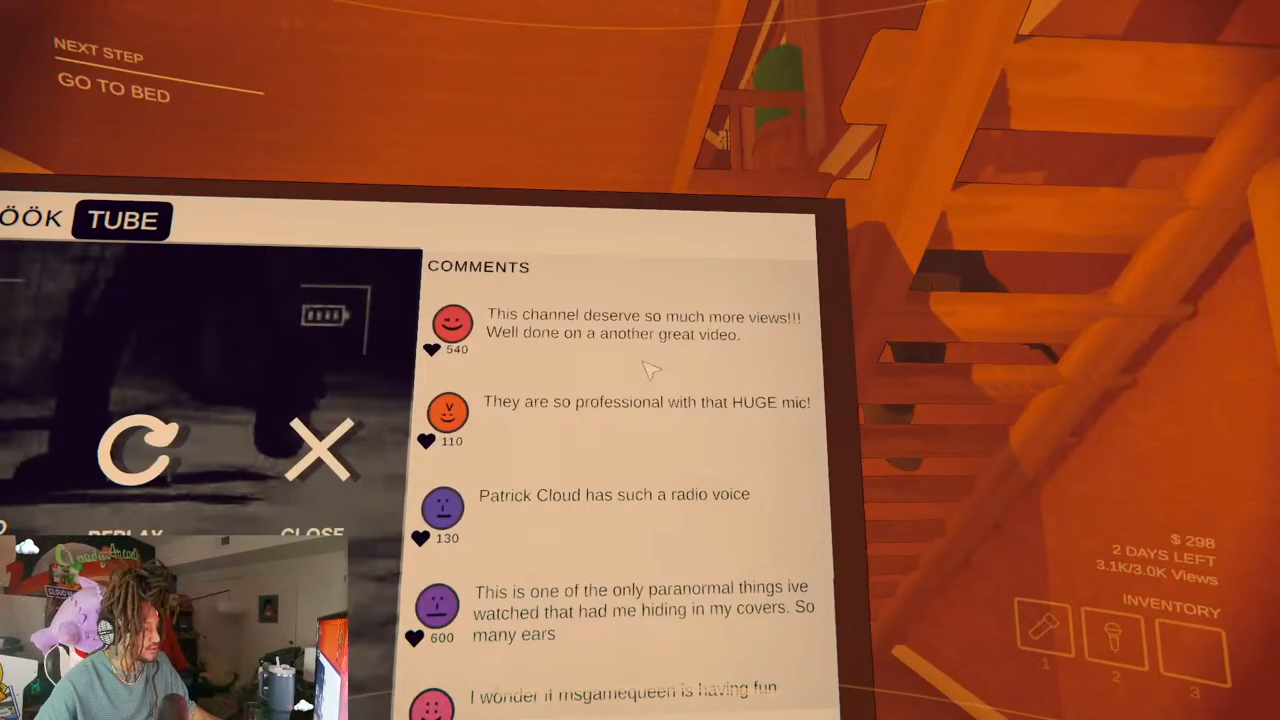 NEXT STEP
GO TO BED
ÖÖK TUBE
COMMENTS
This channel deserve so much more views!!!
Well done on a another great video.
540
They are so professional with that HUGE mic!
110
Patrick Cloud has such a radio voice
130
This is one of the only paranormal things ive
watched that had me hiding in my covers. So
many ears
600
I wonder if msgamequeen is having fun
REPLAY
CLOSE
$ 298
2 DAYS LEFT
3.1K/3.0K Views
INVENTORY
1
2
3